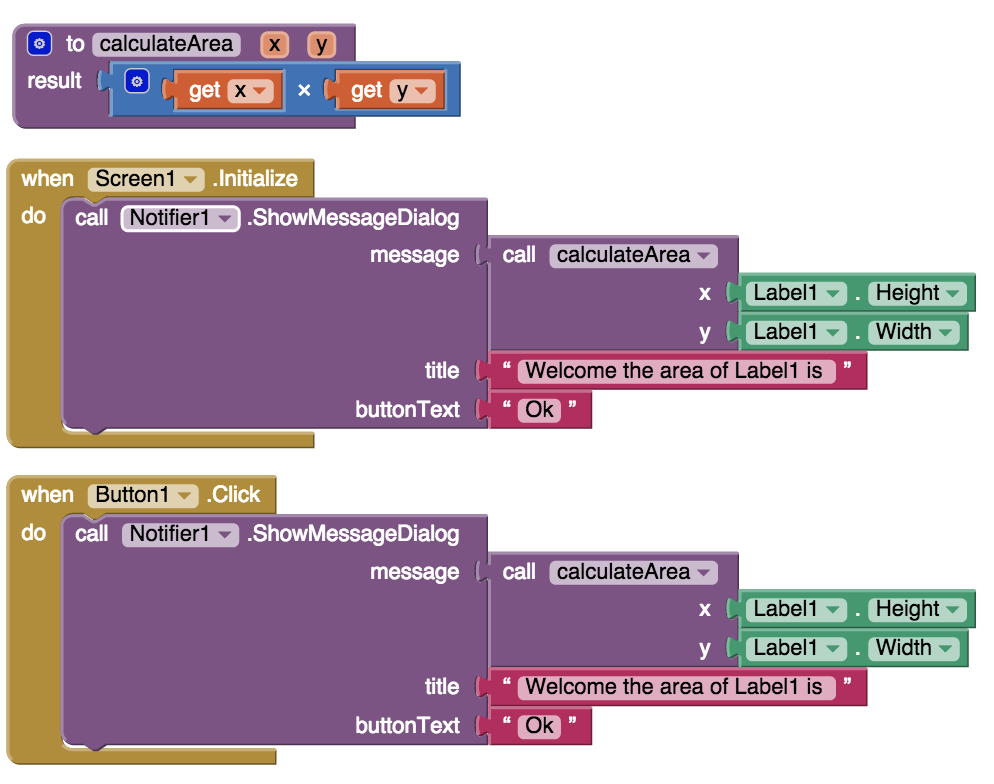 to calculateArea x y
result get x × get y
when Screen1 .Initialize
do call Notifier1 .ShowMessageDialog
message call calculateArea
x Label1 . Height
y Label1 . Width
title “ Welcome the area of Label1 is ”
buttonText “ Ok ”
when Button1 .Click
do call Notifier1 .ShowMessageDialog
message call calculateArea
x Label1 . Height
y Label1 . Width
title “ Welcome the area of Label1 is ”
buttonText “ Ok ”